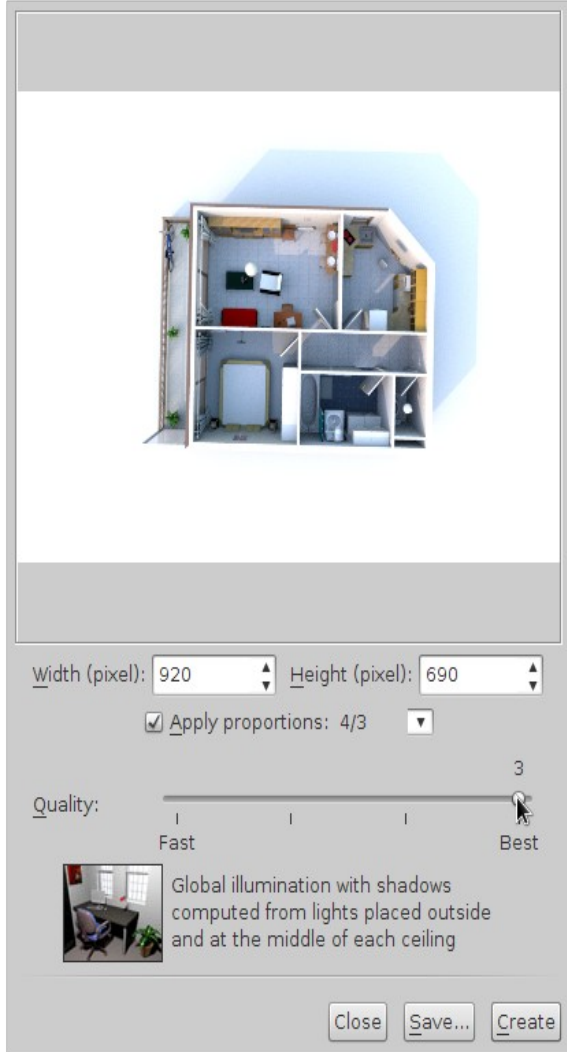 Width (pixel): 920 Height (pixel): 690
Apply proportions: 4/3
3
Quality:
Fast Best
Global illumination with shadows
computed from lights placed outside
and at the middle of each ceiling
Close Save... Create